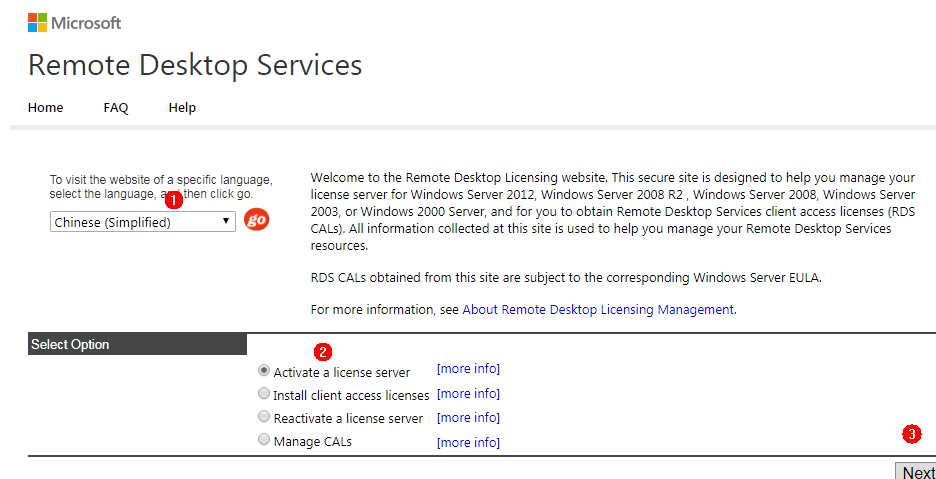 Microsoft
Remote Desktop Services
Home FAQ Help
To visit the website of a specific language,
select the language, and then click go.
1
Chinese (Simplified) go
Welcome to the Remote Desktop Licensing website. This secure site is designed to help you manage your
license server for Windows Server 2012, Windows Server 2008 R2 , Windows Server 2008, Windows Server
2003, or Windows 2000 Server, and for you to obtain Remote Desktop Services client access licenses (RDS
CALs). All information collected at this site is used to help you manage your Remote Desktop Services
resources.
RDS CALs obtained from this site are subject to the corresponding Windows Server EULA.
For more information, see About Remote Desktop Licensing Management.
Select Option
2
Activate a license server [more info]
Install client access licenses [more info]
Reactivate a license server [more info]
Manage CALs [more info]
3
Next